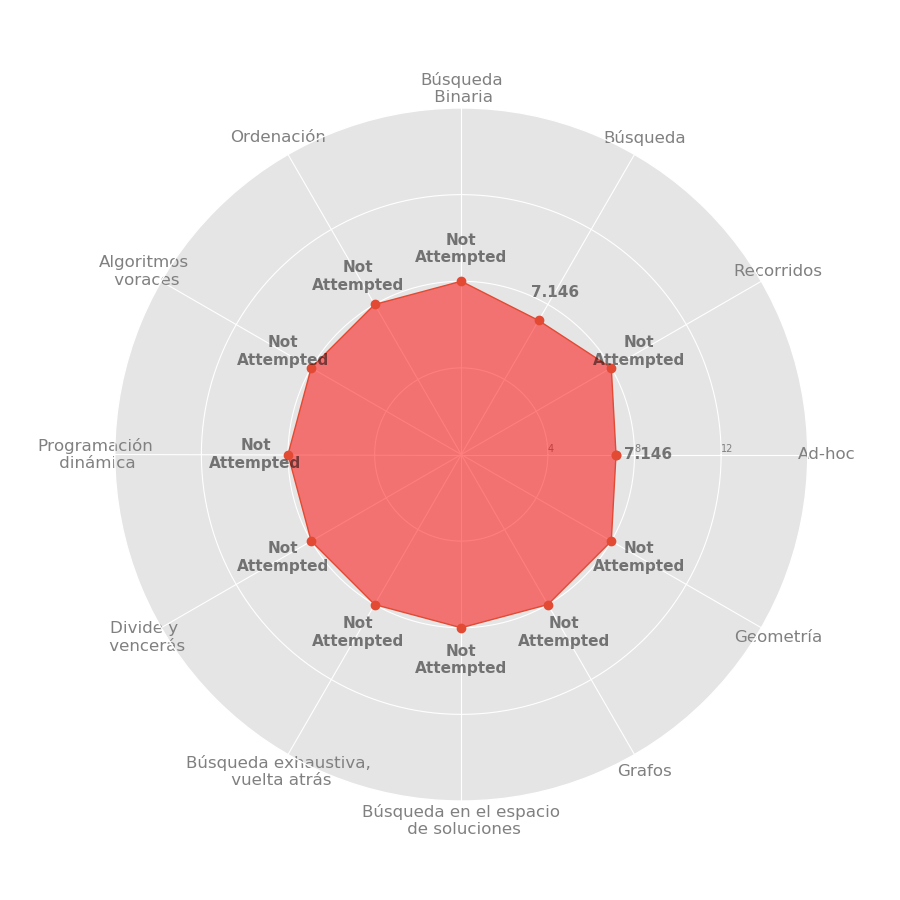 Búsqueda
Binaria
Ordenación
Búsqueda
Not
Attempted
Algoritmos
voraces
Not
Attempted
7.146
Recorridos
Not
Attempted
Not
Attempted
Programación
dinámica
Not
Attempted
4
8
7.146
12
Ad-hoc
Not
Attempted
Not
Attempted
Divide y
vencerás
Not
Attempted
Not
Attempted
Not
Attempted
Geometría
Búsqueda exhaustiva,
vuelta atrás
Grafos
Búsqueda en el espacio
de soluciones